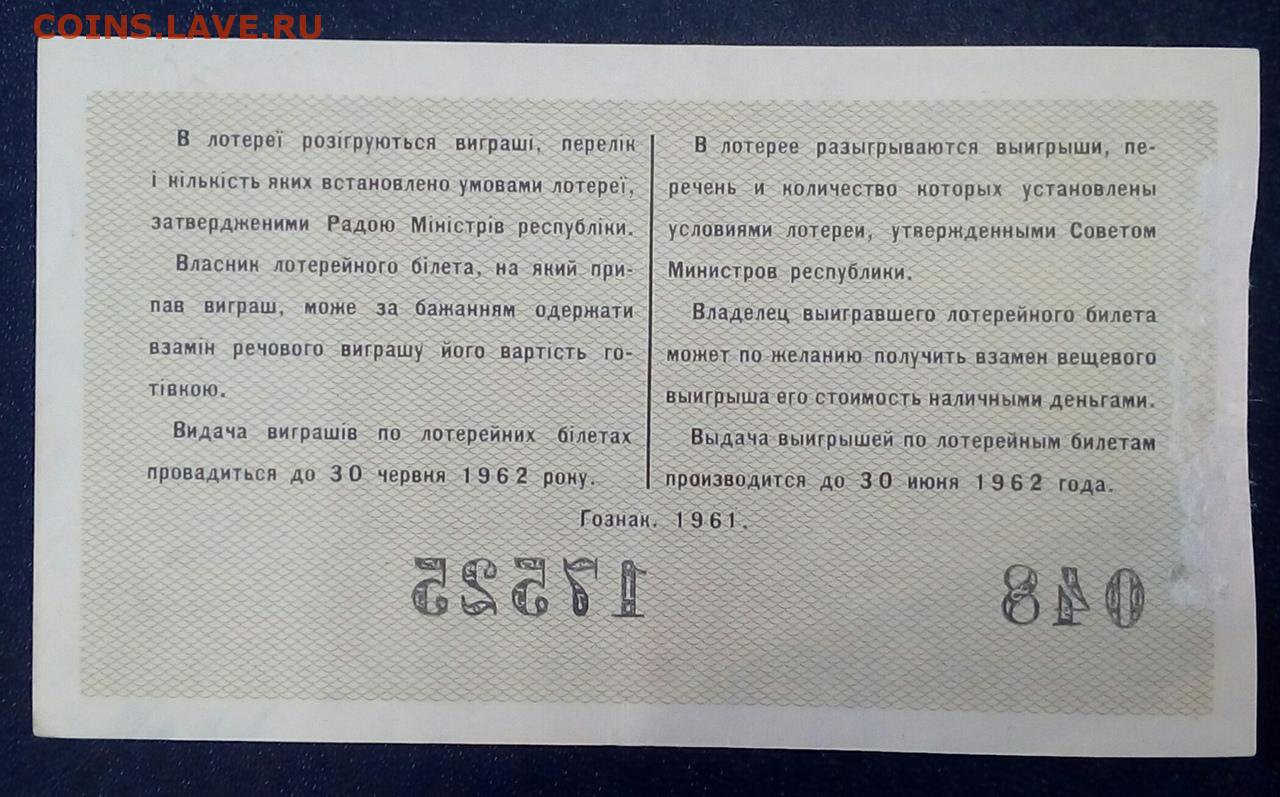 COINS.LAVE.RU
В лотереї розігруються виграші, перелік
і кількість яких встановлено умовами лотереї,
затвердженими Радою Міністрів республіки.
Власник лотерейного білета, на який при-
пав виграш, може за бажанням одержати
взамін речового виграшу його вартість го-
тівкою.
Видача виграшів по лотерейних білетах
провадиться до 30 червня 1962 року.
В лотерее разыгрываются выигрыши, пе-
речень и количество которых установлены
условиями лотереи, утвержденными Советом
Министров республики.
Владелец выигравшего лотерейного билета
может по желанию получить взамен вещевого
выигрыша его стоимость наличными деньгами.
Выдача выигрышей по лотерейным билетам
производится до 30 июня 1962 года.
Гознак. 1961.
17525 048